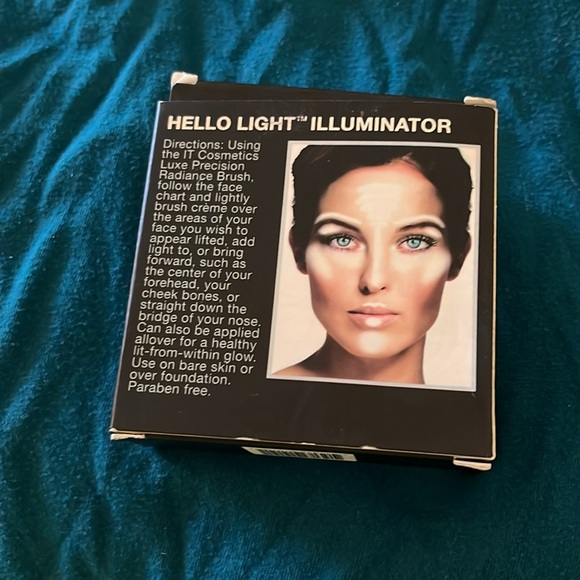 HELLO LIGHT™ ILLUMINATOR
Directions: Using
the IT Cosmetics
Luxe Precision
Radiance Brush,
follow the face
chart and lightly
brush crème over
the areas of your
face you wish to
appear lifted, add
light to, or bring
forward, such as
the center of your
forehead, your
cheek bones, or
straight down the
bridge of your nose.
Can also be applied
allover for a healthy
lit-from-within glow.
Use on bare skin or
over foundation.
Paraben free.